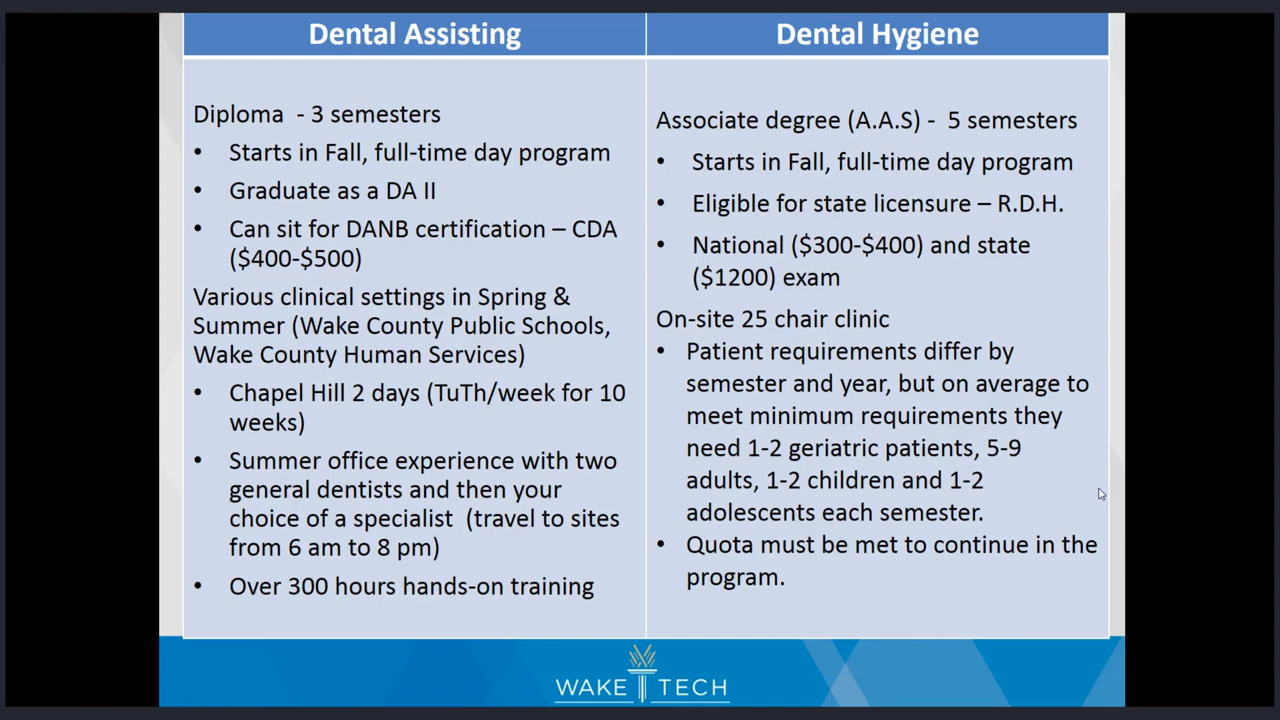 Dental Assisting
Diploma  - 3 semesters
• Starts in Fall, full-time day program
• Graduate as a DA II
• Can sit for DANB certification – CDA
($400-$500)
Various clinical settings in Spring &
Summer (Wake County Public Schools,
Wake County Human Services)
• Chapel Hill 2 days (TuTh/week for 10
weeks)
• Summer office experience with two
general dentists and then your
choice of a specialist  (travel to sites
from 6 am to 8 pm)
• Over 300 hours hands-on training
Dental Hygiene
Associate degree (A.A.S) -  5 semesters
• Starts in Fall, full-time day program
• Eligible for state licensure – R.D.H.
• National ($300-$400) and state
($1200) exam
On-site 25 chair clinic
• Patient requirements differ by
semester and year, but on average to
meet minimum requirements they
need 1-2 geriatric patients, 5-9
adults, 1-2 children and 1-2
adolescents each semester.
• Quota must be met to continue in the
program.
WAKE TECH